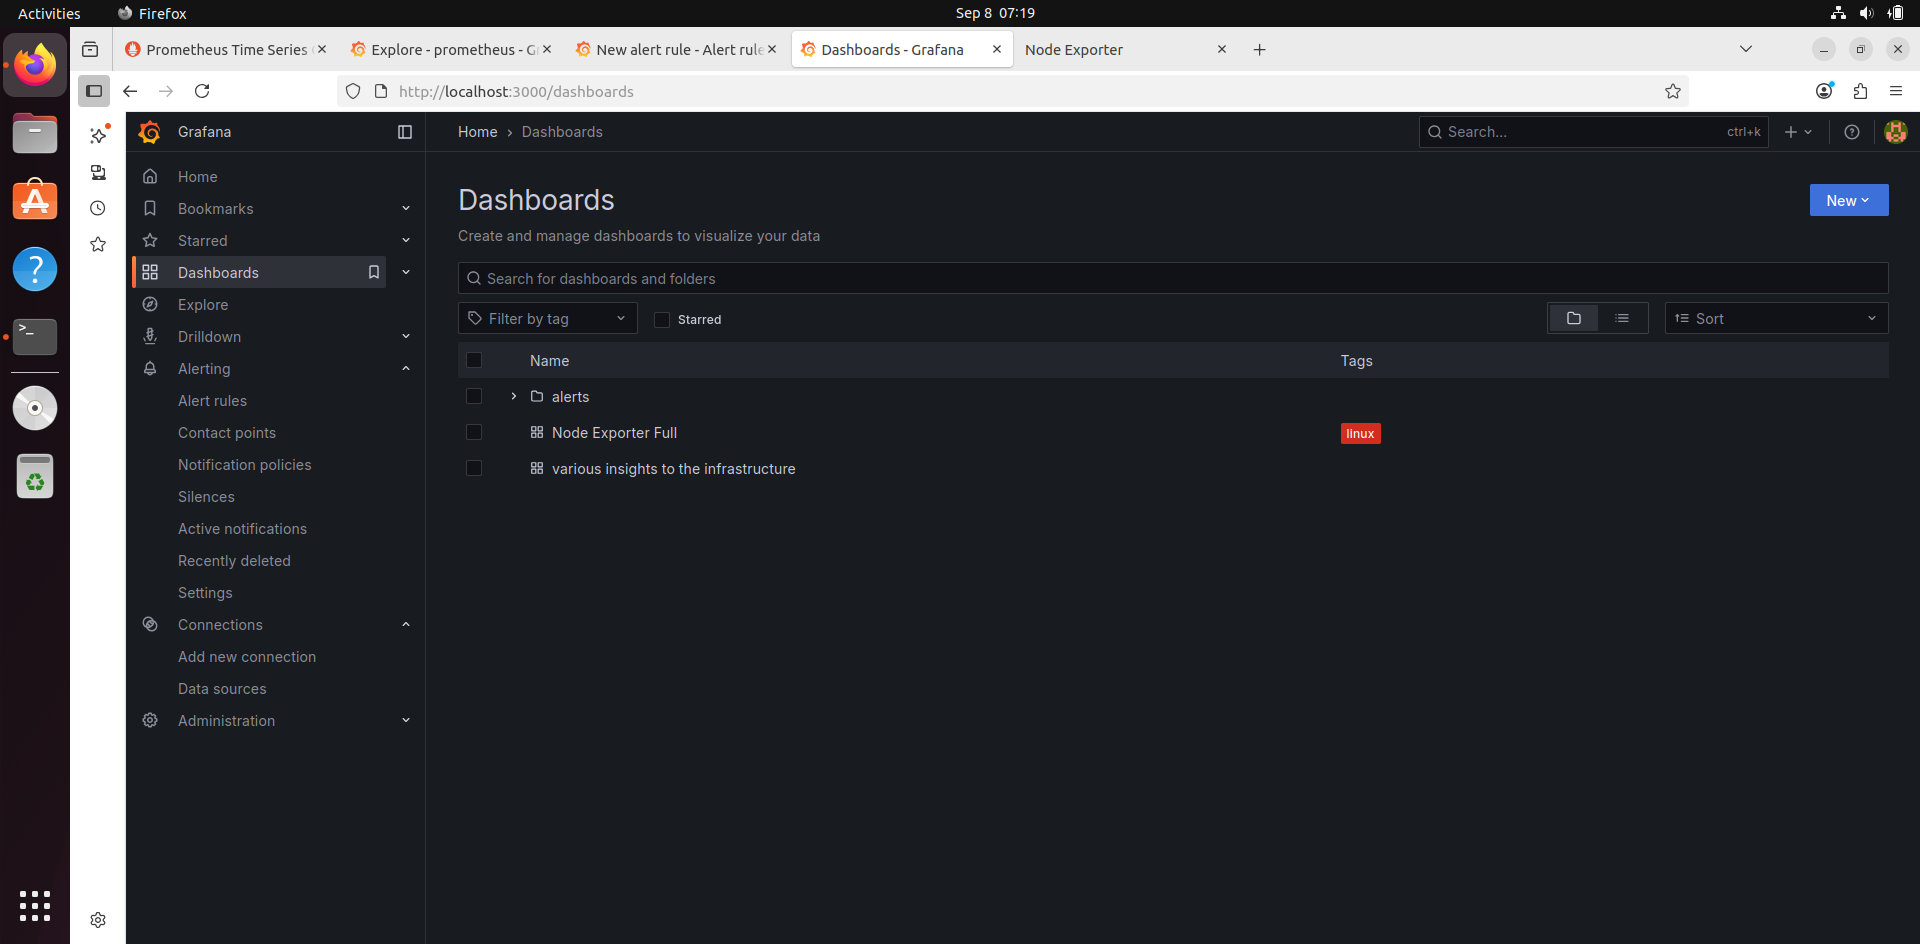 Activities
Firefox
Sep 8 07:19
Prometheus Time Series
Explore - prometheus - G
New alert rule - Alert rule
Dashboards - Grafana
Node Exporter
http://localhost:3000/dashboards
Grafana
Home › Dashboards
Search...
ctrl+k
Home
Bookmarks
Starred
Dashboards
Explore
Drilldown
Alerting
Alert rules
Contact points
Notification policies
Silences
Active notifications
Recently deleted
Settings
Connections
Add new connection
Data sources
Administration
Dashboards
New
Create and manage dashboards to visualize your data
Search for dashboards and folders
Filter by tag
Starred
Sort
Name
Tags
alerts
Node Exporter Full
linux
various insights to the infrastructure